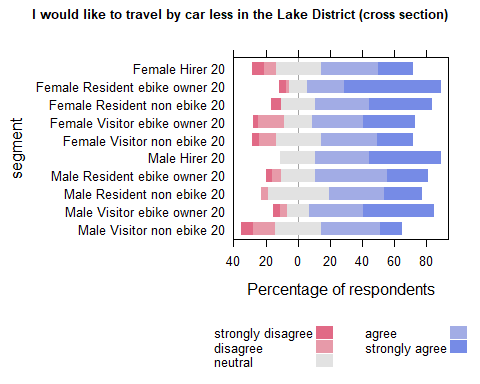 I would like to travel by car less in the Lake District (cross section)
segment
Female Hirer 20
Female Resident ebike owner 20
Female Resident non ebike 20
Female Visitor ebike owner 20
Female Visitor non ebike 20
Male Hirer 20
Male Resident ebike owner 20
Male Resident non ebike 20
Male Visitor ebike owner 20
Male Visitor non ebike 20
40 20 0 20 40 60 80
Percentage of respondents
strongly disagree agree
disagree strongly agree
neutral